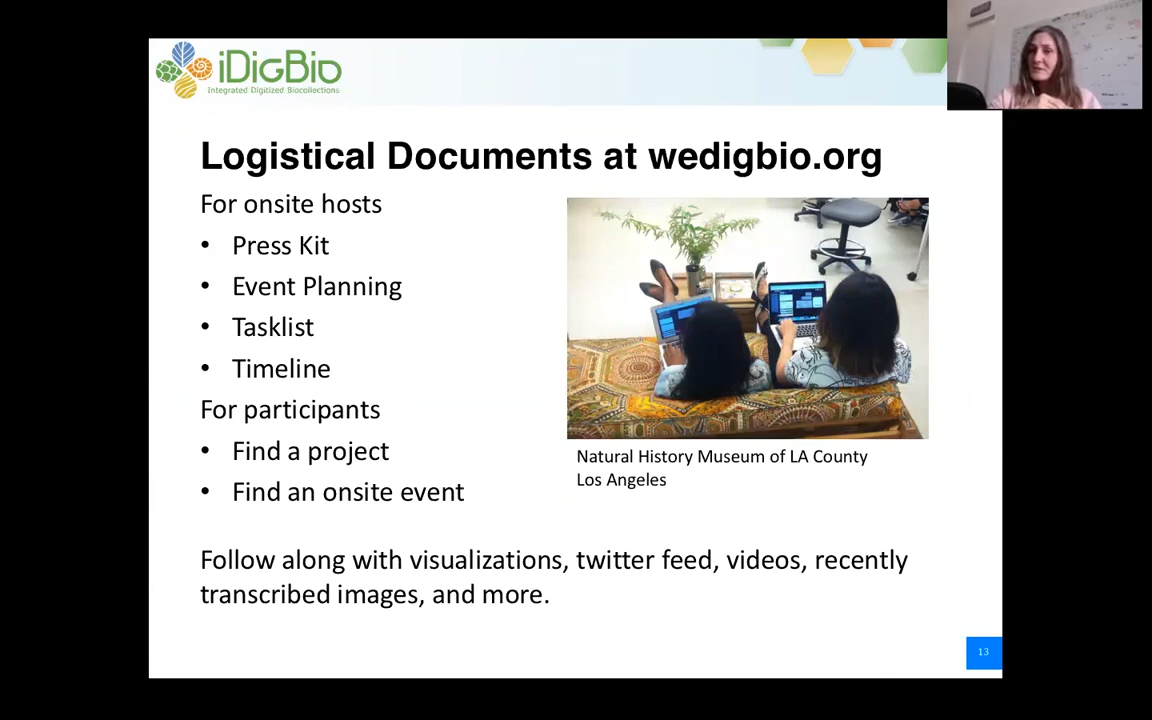 iDigBio
Integrated Digitized Biocollections
Logistical Documents at wedigbio.org
For onsite hosts
• Press Kit
• Event Planning
• Tasklist
• Timeline
For participants
• Find a project
• Find an onsite event
Natural History Museum of LA County
Los Angeles
Follow along with visualizations, twitter feed, videos, recently
transcribed images, and more.
13